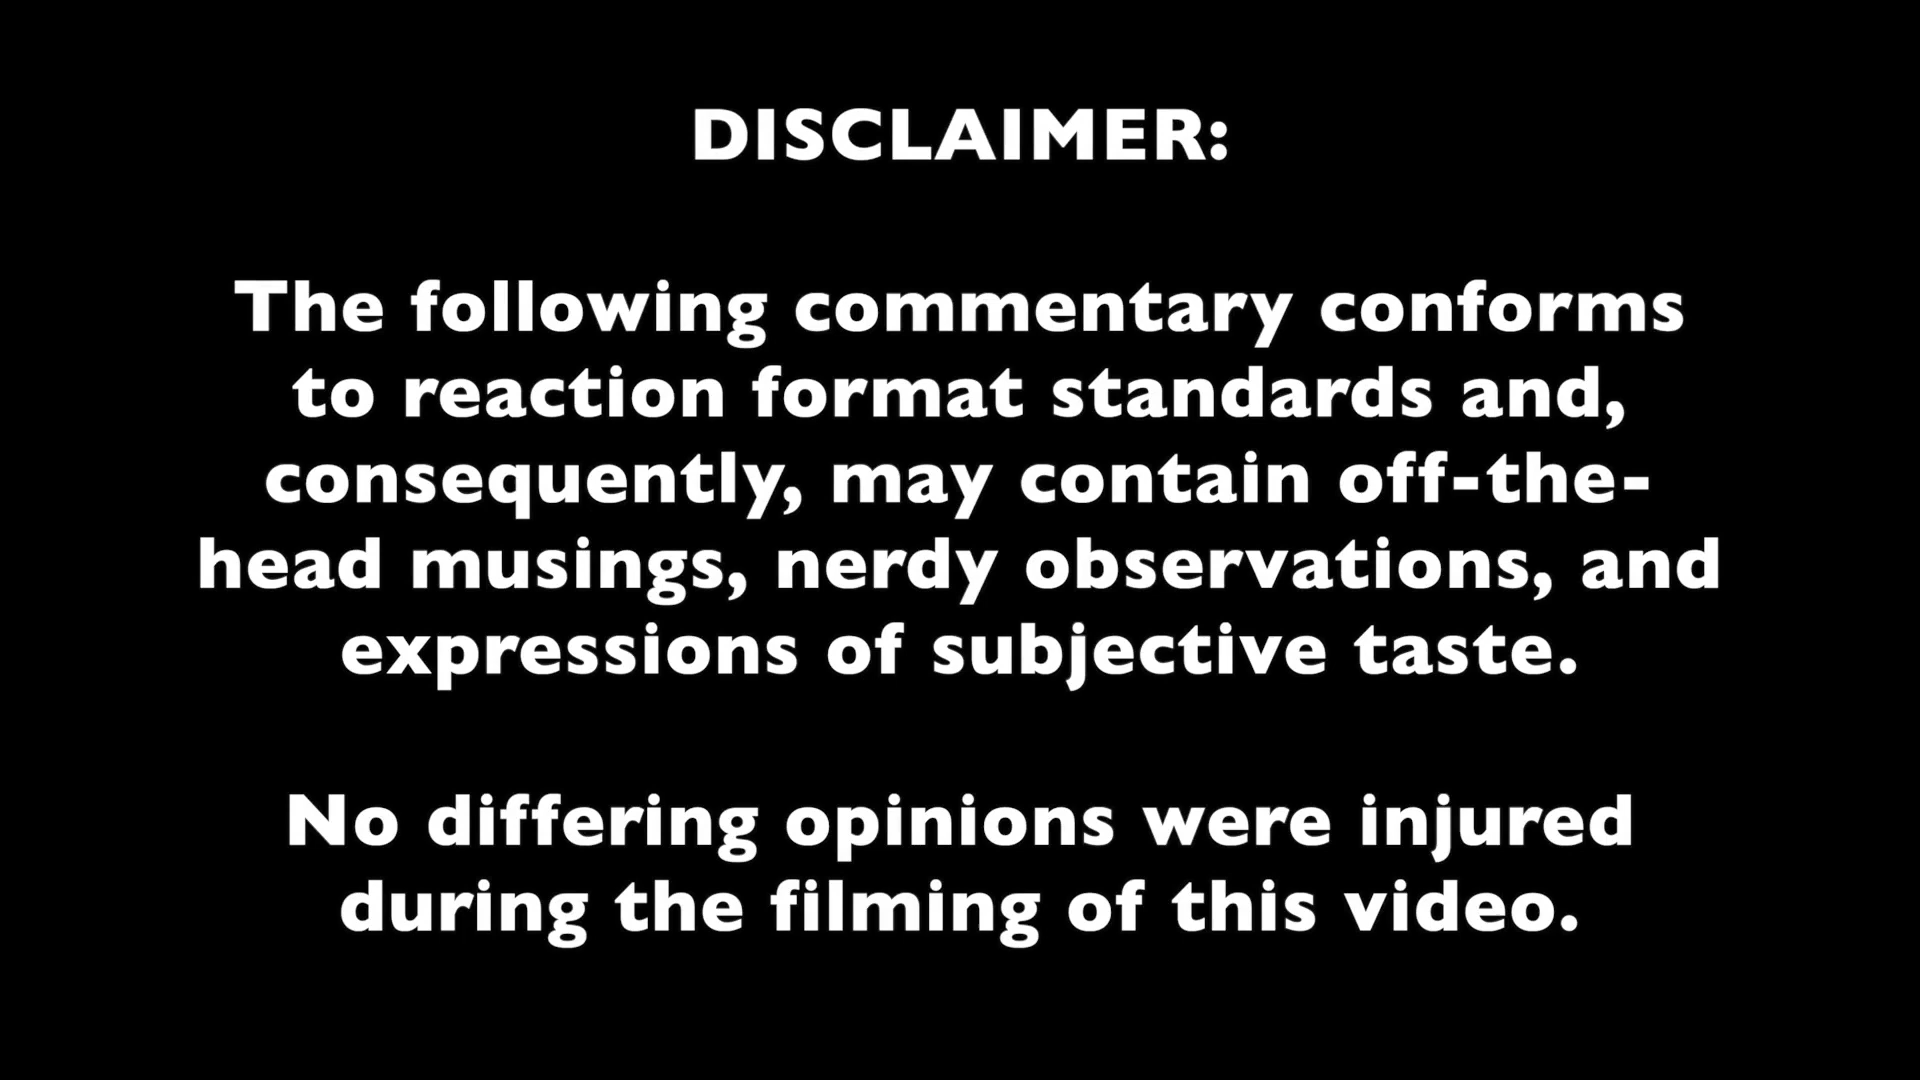 DISCLAIMER:
The following commentary conforms
to reaction format standards and,
consequently, may contain off-the-
head musings, nerdy observations, and
expressions of subjective taste.
No differing opinions were injured
during the filming of this video.